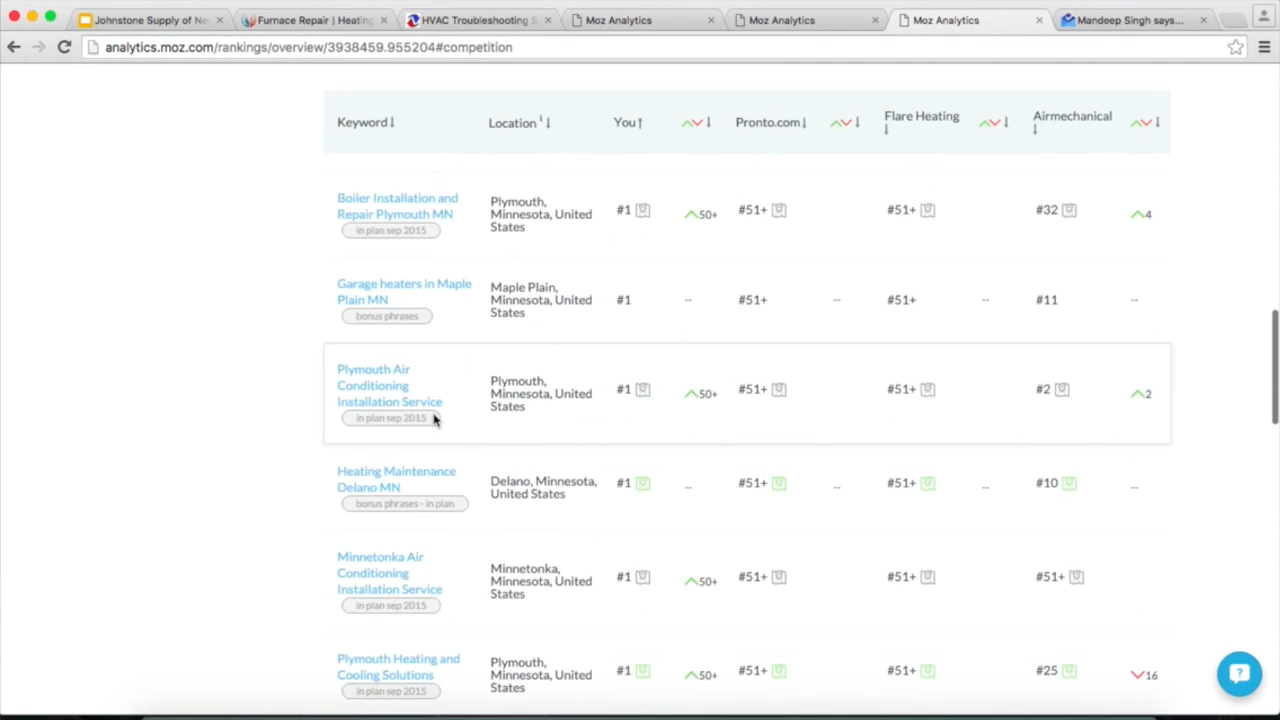 Johnstone Supply of Ne
Furnace Repair | Heating
HVAC Troubleshooting S
Moz Analytics
Moz Analytics
Moz Analytics
Mandeep Singh says...
analytics.moz.com/rankings/overview/3938459.955204#competition
Keyword Location You Pronto.com Flare Heating Airmechanical
Boiler Installation and
Repair Plymouth MN
in plan sep 2015
Plymouth,
Minnesota, United
States
#1 50+ #51+ #51+ #32 4
Garage heaters in Maple
Plain MN
bonus phrases
Maple Plain,
Minnesota, United
States
#1 -- #51+ -- #51+ -- #11 --
Plymouth Air
Conditioning
Installation Service
in plan sep 2015
Plymouth,
Minnesota, United
States
#1 50+ #51+ #51+ #2 2
Heating Maintenance
Delano MN
bonus phrases - in plan
Delano, Minnesota,
United States
#1 -- #51+ -- #51+ -- #10 --
Minnetonka Air
Conditioning
Installation Service
in plan sep 2015
Minnetonka,
Minnesota, United
States
#1 50+ #51+ #51+ #51+
Plymouth Heating and
Cooling Solutions
in plan sep 2015
Plymouth,
Minnesota, United
States
#1 50+ #51+ #51+ #25 16